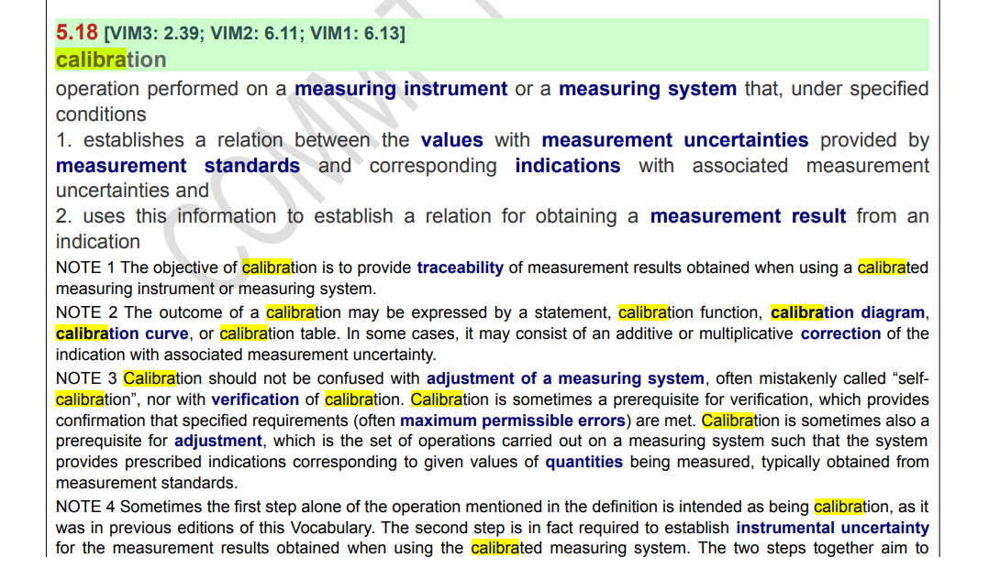 5.18 [VIM3: 2.39; VIM2: 6.11; VIM1: 6.13]
calibration
operation performed on a measuring instrument or a measuring system that, under specified
conditions
1. establishes a relation between the values with measurement uncertainties provided by
measurement standards and corresponding indications with associated measurement
uncertainties and
2. uses this information to establish a relation for obtaining a measurement result from an
indication
NOTE 1 The objective of calibration is to provide traceability of measurement results obtained when using a calibrated
measuring instrument or measuring system.
NOTE 2 The outcome of a calibration may be expressed by a statement, calibration function, calibration diagram,
calibration curve, or calibration table. In some cases, it may consist of an additive or multiplicative correction of the
indication with associated measurement uncertainty.
NOTE 3 Calibration should not be confused with adjustment of a measuring system, often mistakenly called “self-
calibration”, nor with verification of calibration. Calibration is sometimes a prerequisite for verification, which provides
confirmation that specified requirements (often maximum permissible errors) are met. Calibration is sometimes also a
prerequisite for adjustment, which is the set of operations carried out on a measuring system such that the system
provides prescribed indications corresponding to given values of quantities being measured, typically obtained from
measurement standards.
NOTE 4 Sometimes the first step alone of the operation mentioned in the definition is intended as being calibration, as it
was in previous editions of this Vocabulary. The second step is in fact required to establish instrumental uncertainty
for the measurement results obtained when using the calibrated measuring system. The two steps together aim to